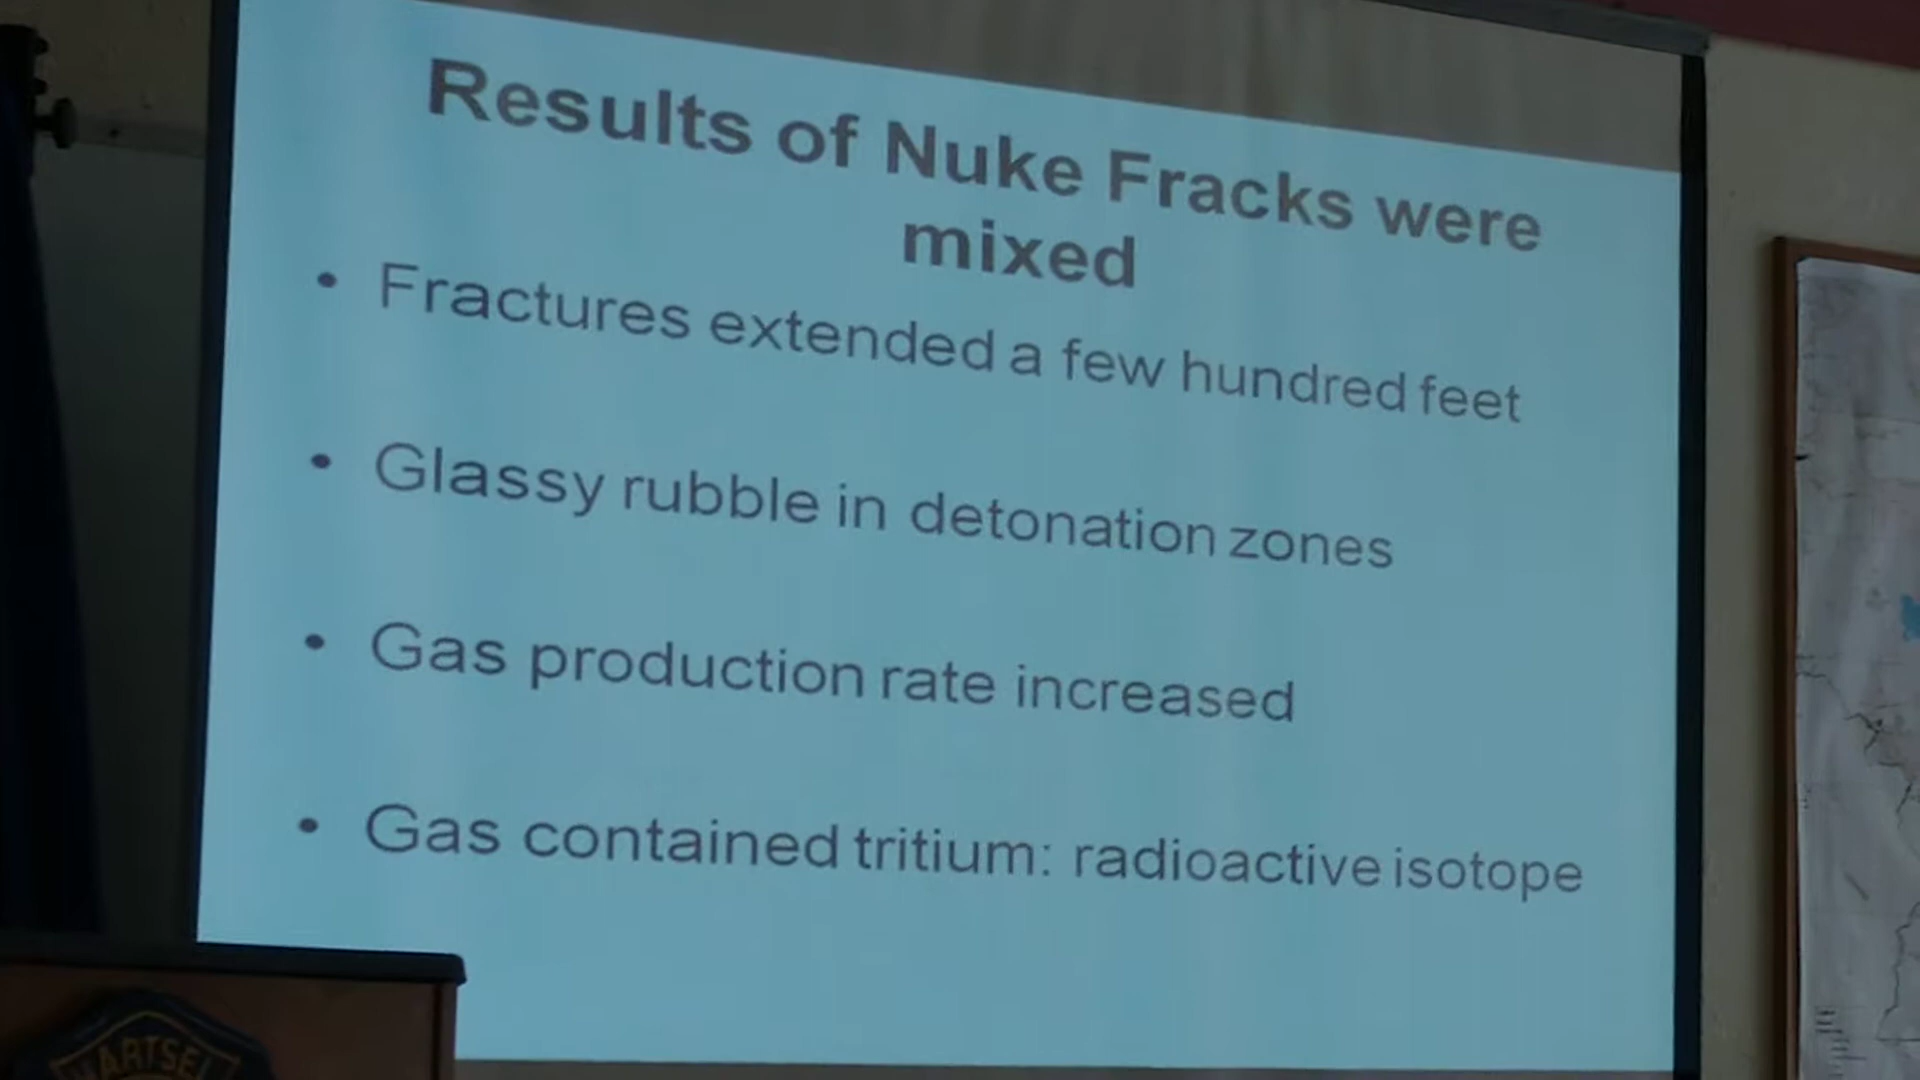 Results of Nuke Fracks were
mixed
• Fractures extended a few hundred feet
• Glassy rubble in detonation zones
• Gas production rate increased
• Gas contained tritium: radioactive isotope
HARTSEL